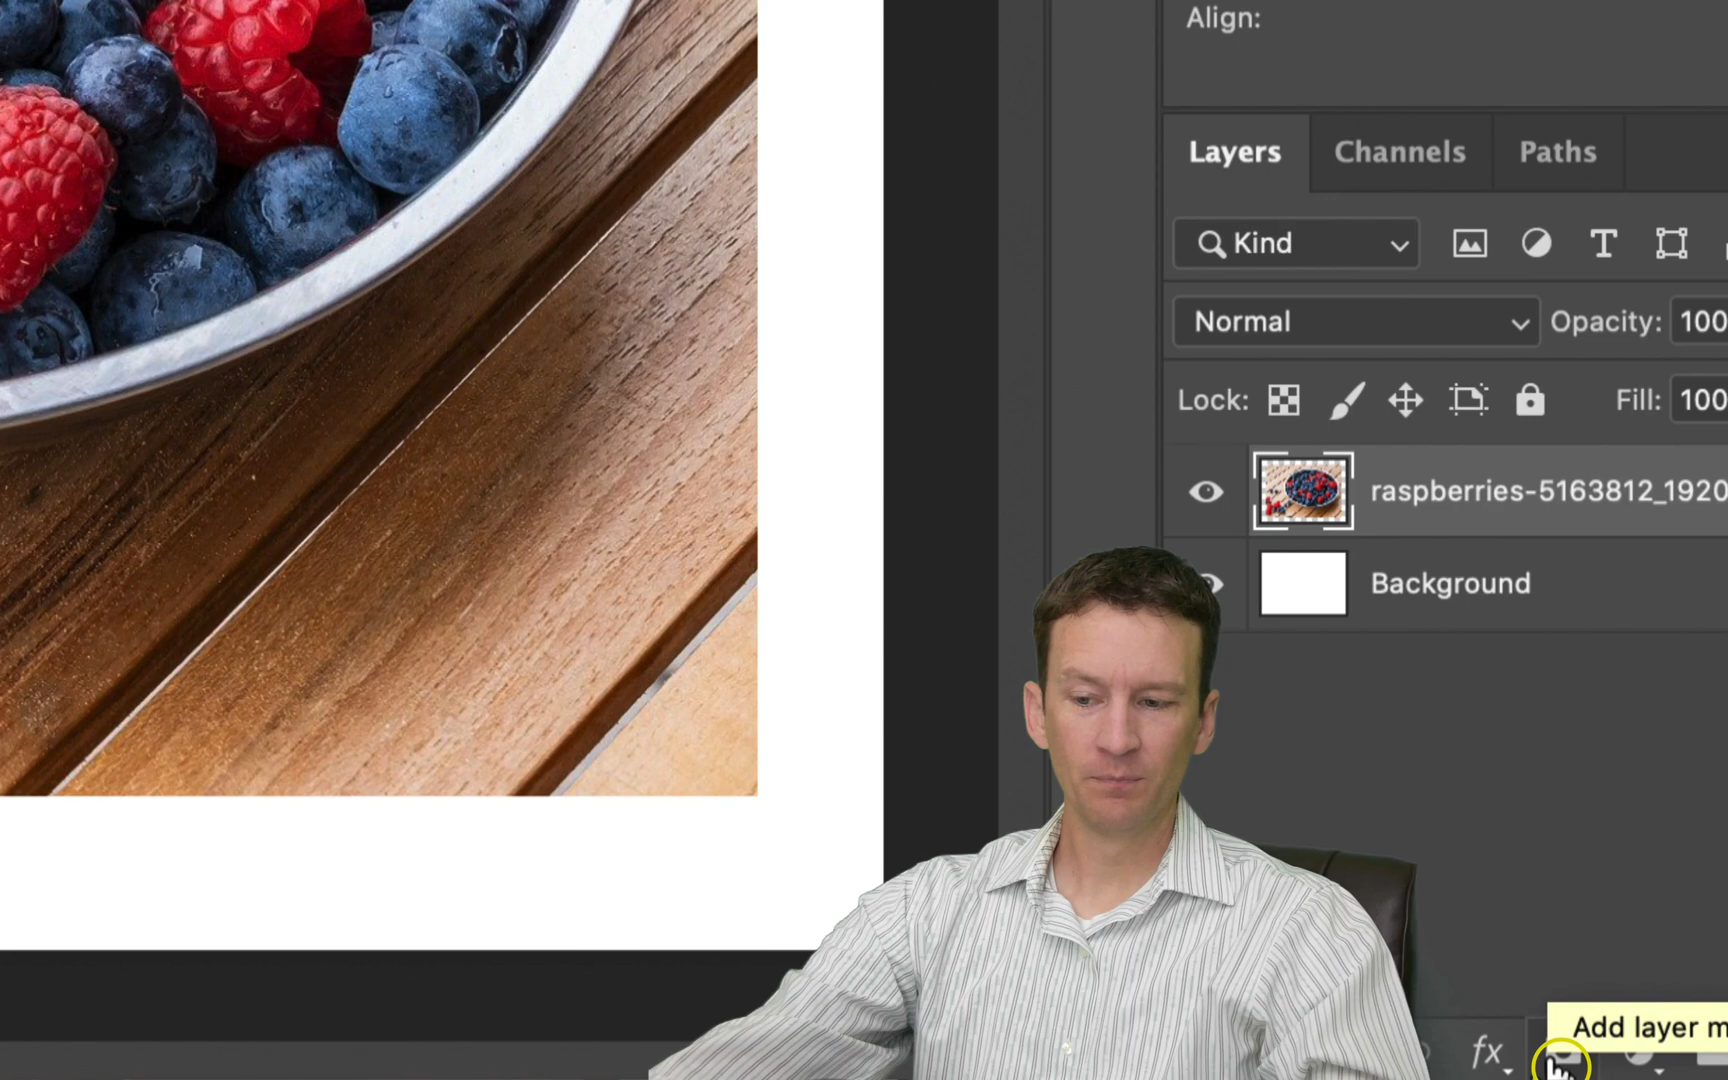 Align:
Layers Channels Paths
Kind
Normal Opacity: 100
Lock: Fill: 100
raspberries-5163812_1920
Background
Add layer m
fx